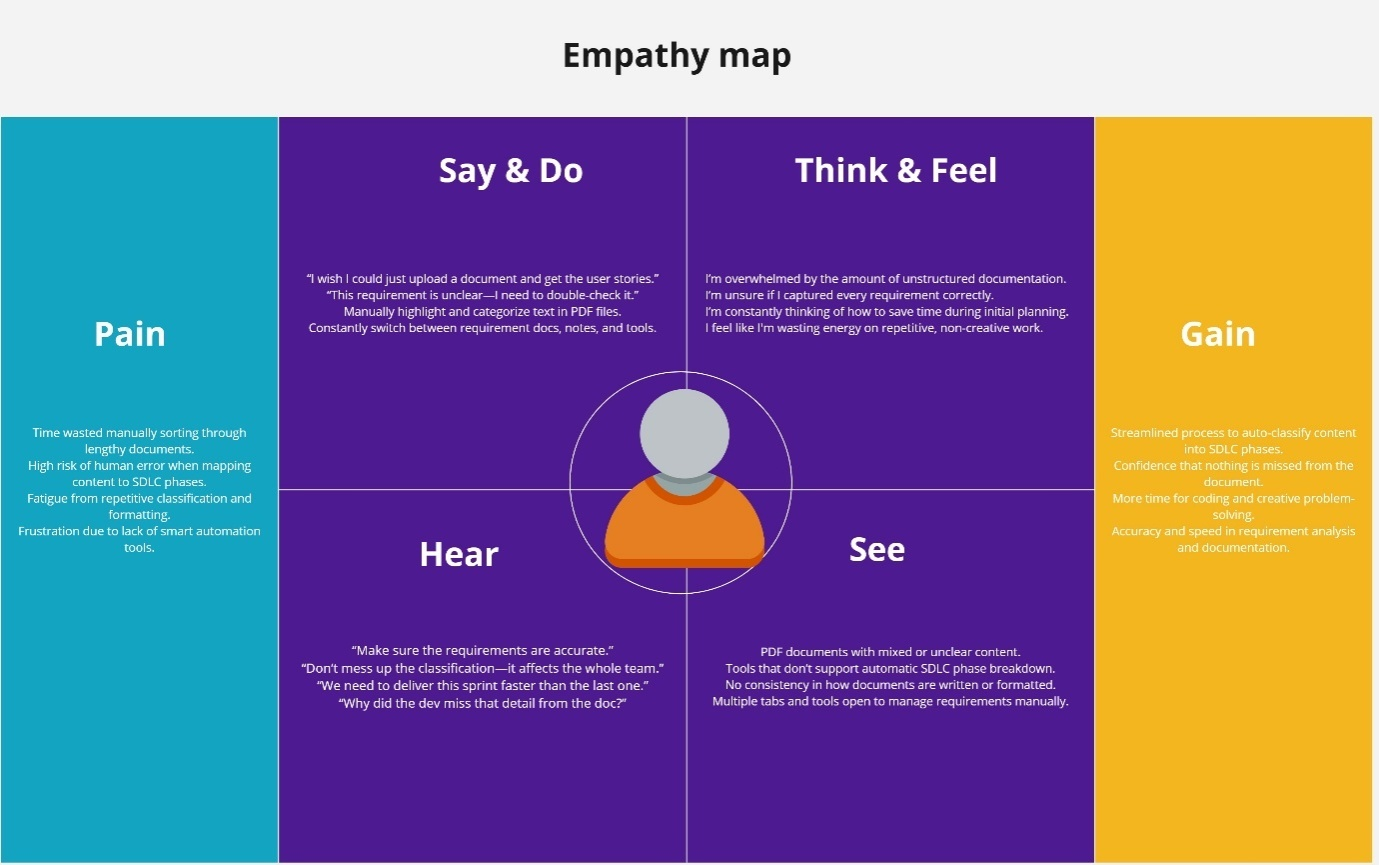 Empathy map
Pain
Time wasted manually sorting through
lengthy documents.
High risk of human error when mapping
content to SDLC phases.
Fatigue from repetitive classification and
formatting.
Frustration due to lack of smart automation
tools.
Say & Do
“I wish I could just upload a document and get the user stories.”
“This requirement is unclear—I need to double-check it.”
Manually highlight and categorize text in PDF files.
Constantly switch between requirement docs, notes, and tools.
Think & Feel
I’m overwhelmed by the amount of unstructured documentation.
I’m unsure if I captured every requirement correctly.
I’m constantly thinking of how to save time during initial planning.
I feel like I'm wasting energy on repetitive, non-creative work.
Hear
“Make sure the requirements are accurate.”
“Don’t mess up the classification—it affects the whole team.”
“We need to deliver this sprint faster than the last one.”
“Why did the dev miss that detail from the doc?”
See
PDF documents with mixed or unclear content.
Tools that don’t support automatic SDLC phase breakdown.
No consistency in how documents are written or formatted.
Multiple tabs and tools open to manage requirements manually.
Gain
Streamlined process to auto-classify content
into SDLC phases.
Confidence that nothing is missed from the
document.
More time for coding and creative problem-
solving.
Accuracy and speed in requirement analysis
and documentation.